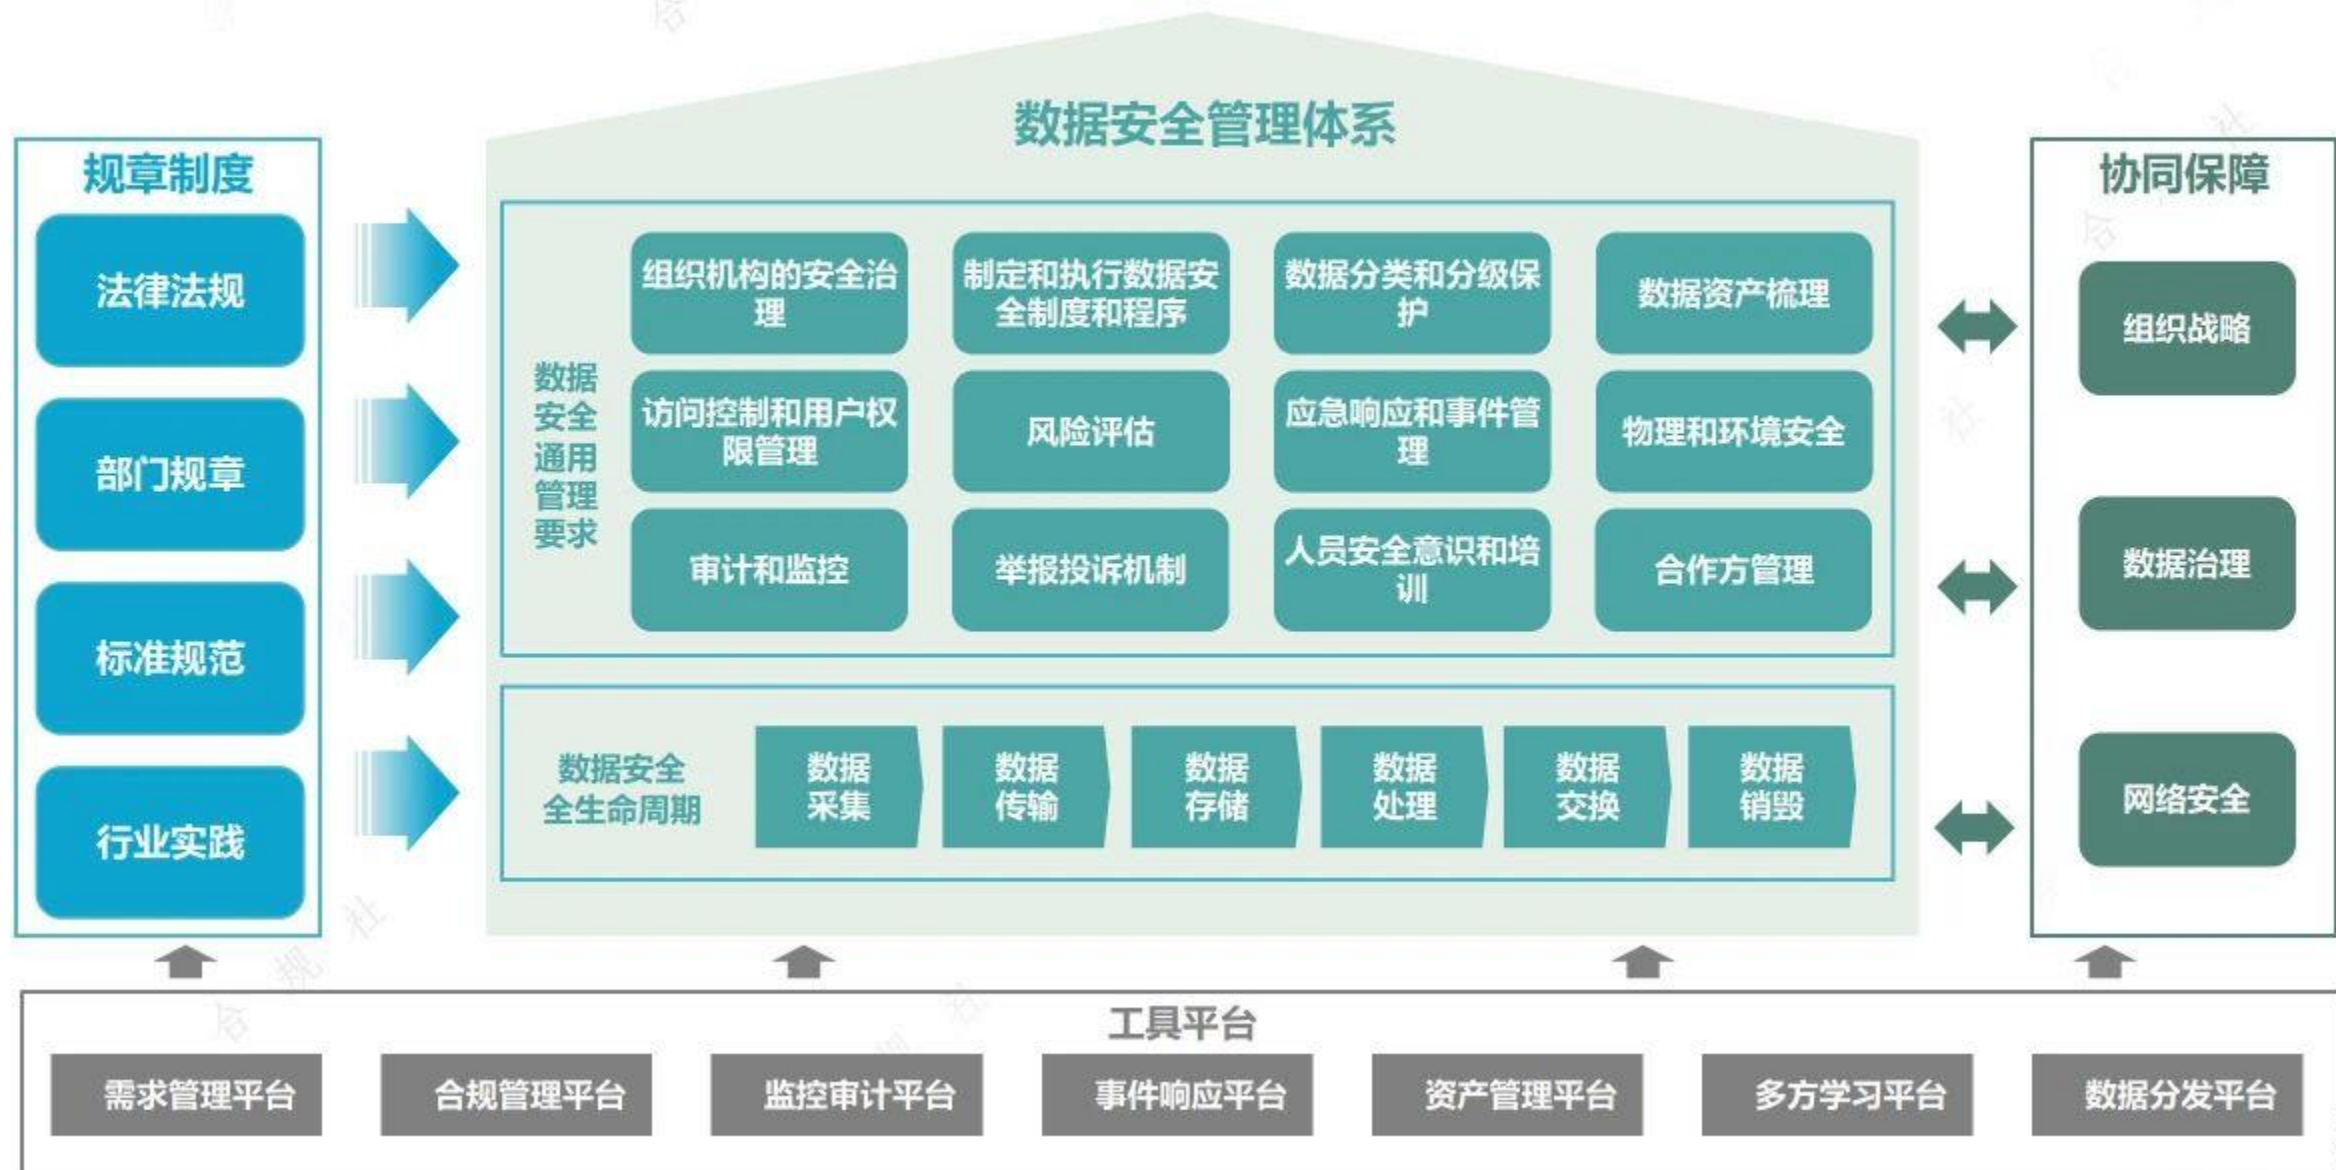 数据安全管理体系
规章制度
法律法规
部门规章
标准规范
行业实践
数据
安全
通用
管理
要求
组织机构的安全治
理
制定和执行数据安
全制度和程序
数据分类和分级保
护
数据资产梳理
访问控制和用户权
限管理
风险评估
应急响应和事件管
理
物理和环境安全
审计和监控
举报投诉机制
人员安全意识和培
训
合作方管理
数据安全
全生命周期
数据
采集
数据
传输
数据
存储
数据
处理
数据
交换
数据
销毁
协同保障
组织战略
数据治理
网络安全
工具平台
需求管理平台
合规管理平台
监控审计平台
事件响应平台
资产管理平台
多方学习平台
数据分发平台
合规社